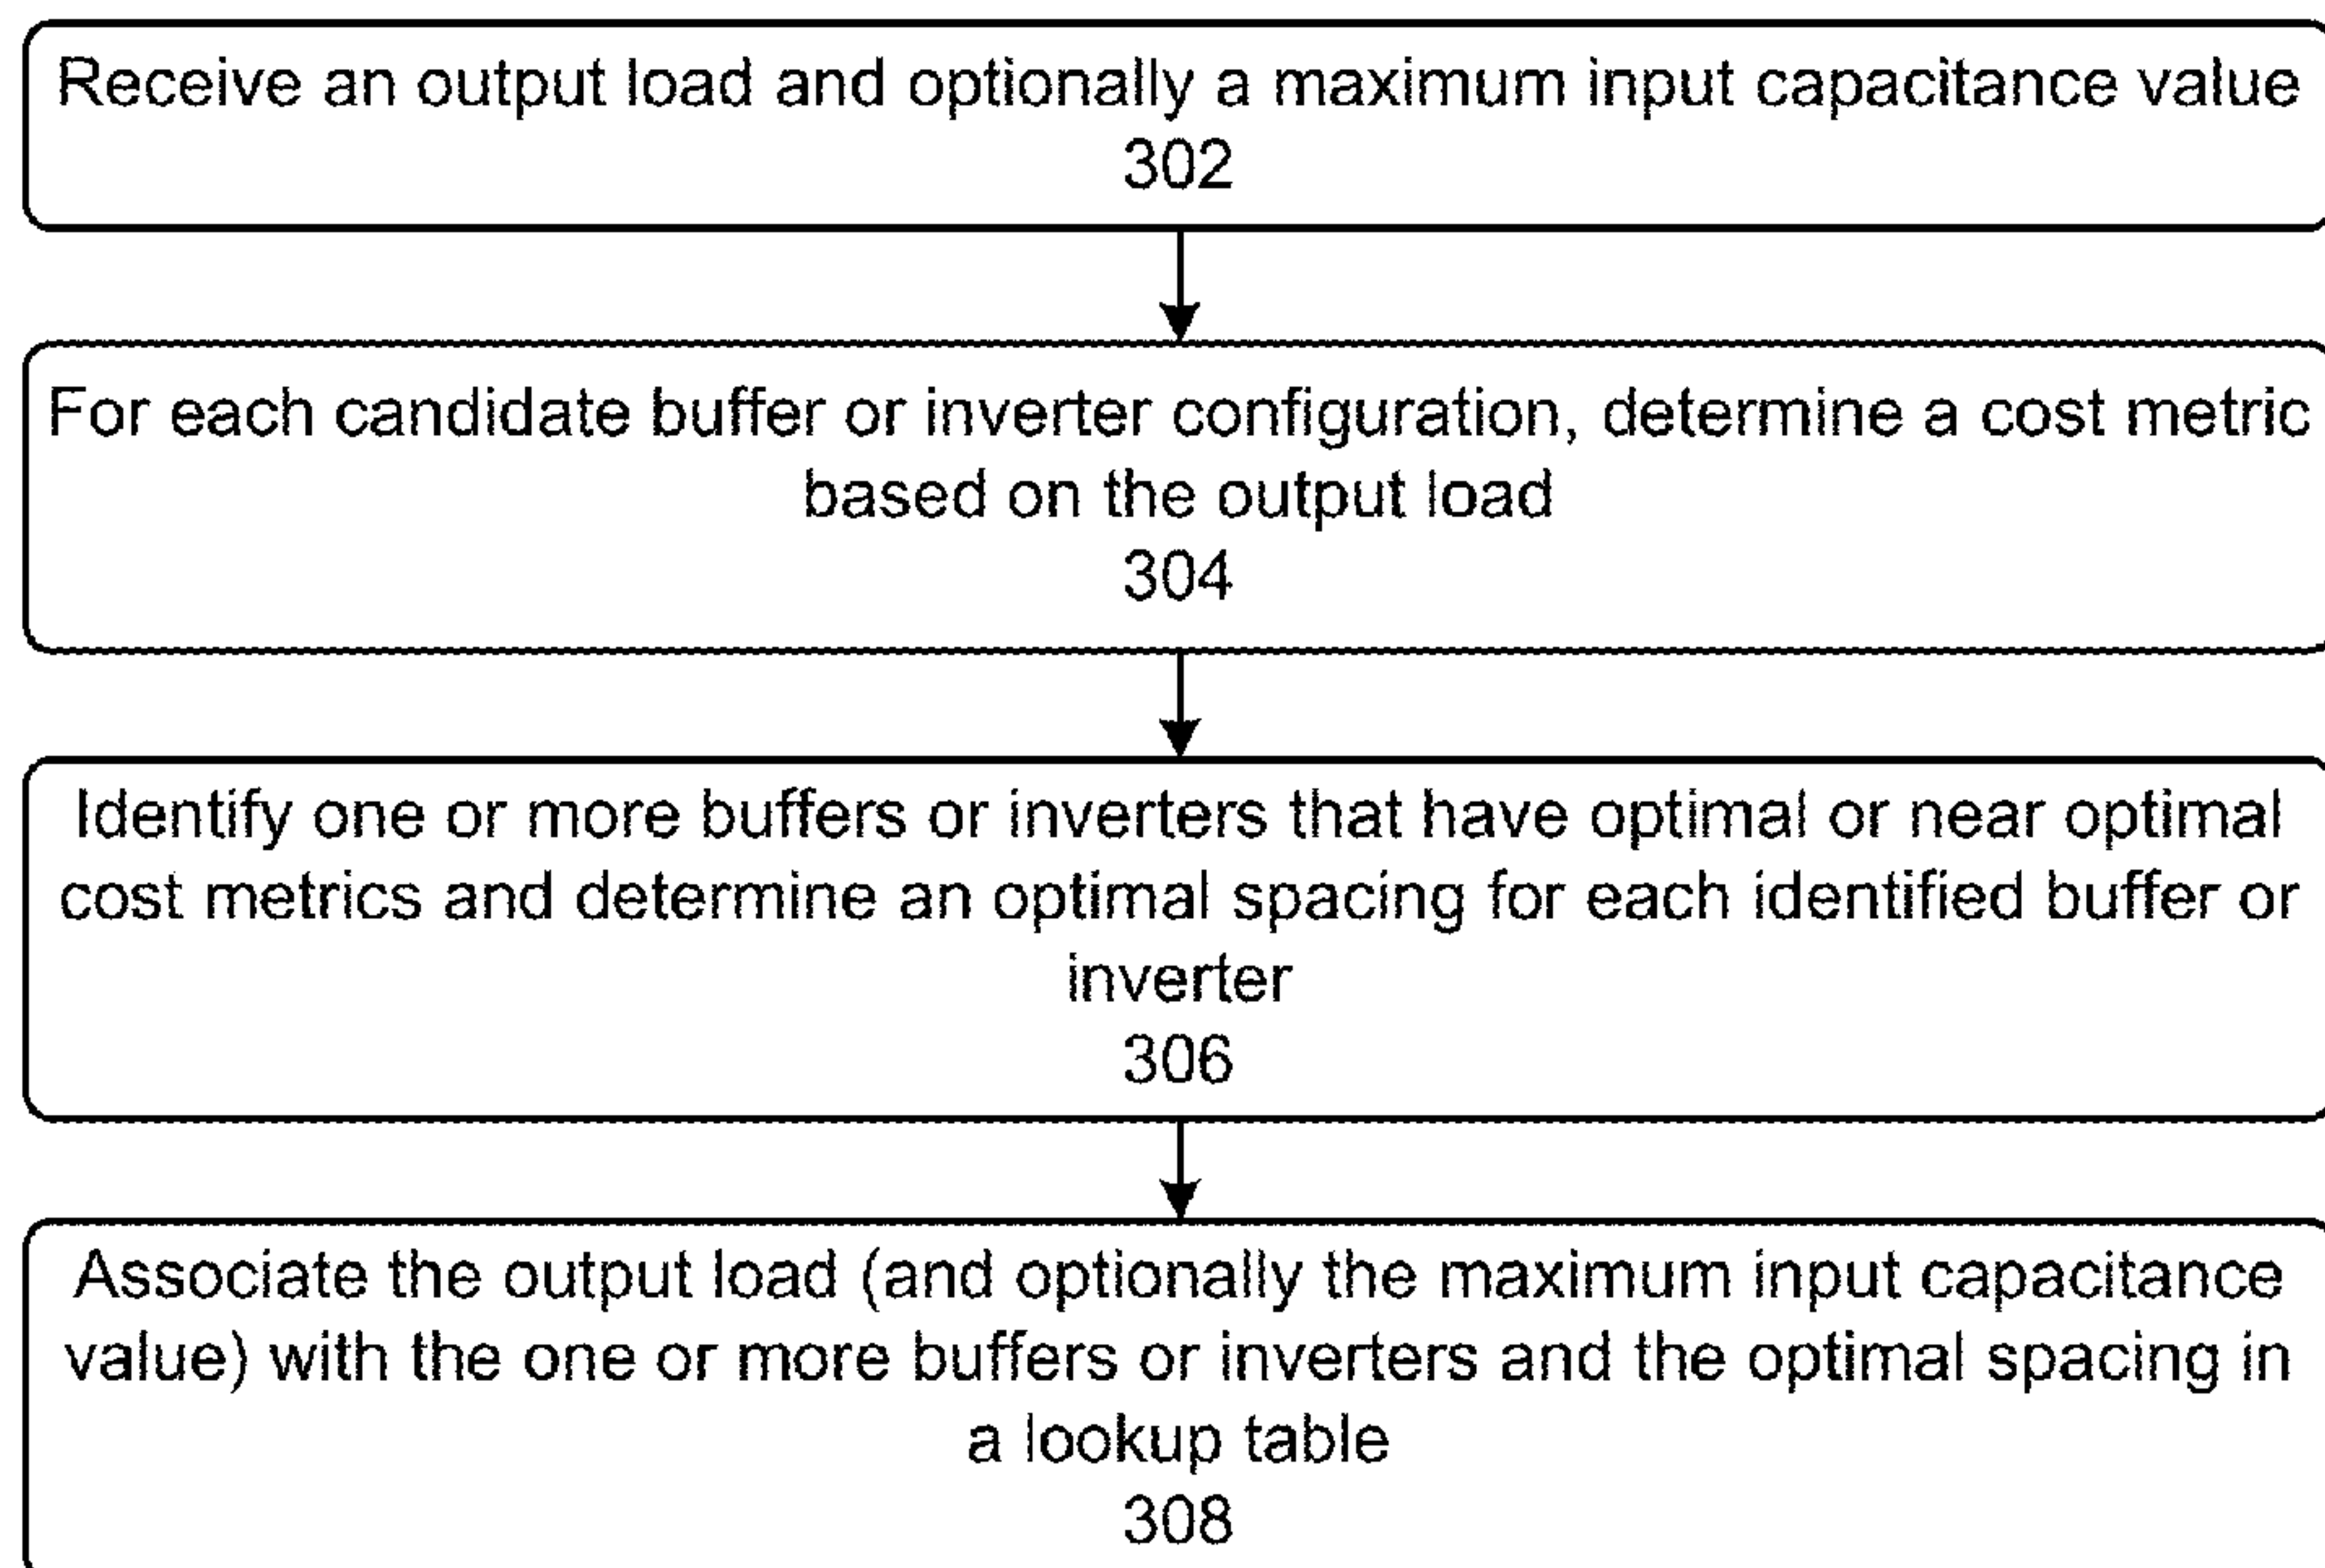 Receive an output load and optionally a maximum input capacitance value
302
For each candidate buffer or inverter configuration, determine a cost metric
based on the output load
304
Identify one or more buffers or inverters that have optimal or near optimal
cost metrics and determine an optimal spacing for each identified buffer or
inverter
306
Associate the output load (and optionally the maximum input capacitance
value) with the one or more buffers or inverters and the optimal spacing in
a lookup table
308